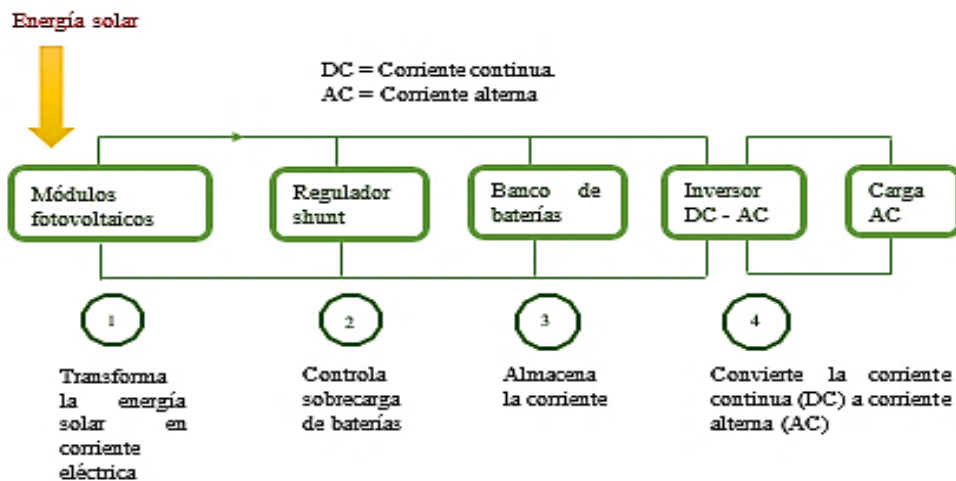 Energía solar
DC = Corriente continua.
AC = Corriente alterna
Módulos
fotovoltaicos
Regulador
shunt
Banco de
baterías
Inversor
DC - AC
Carga
AC
1
2
3
4
Transforma
la energía
solar en
corriente
eléctrica
Controla
sobrecarga
de baterías
Almacena
la corriente
Convierte la corriente
continua (DC) a corriente
alterna (AC)